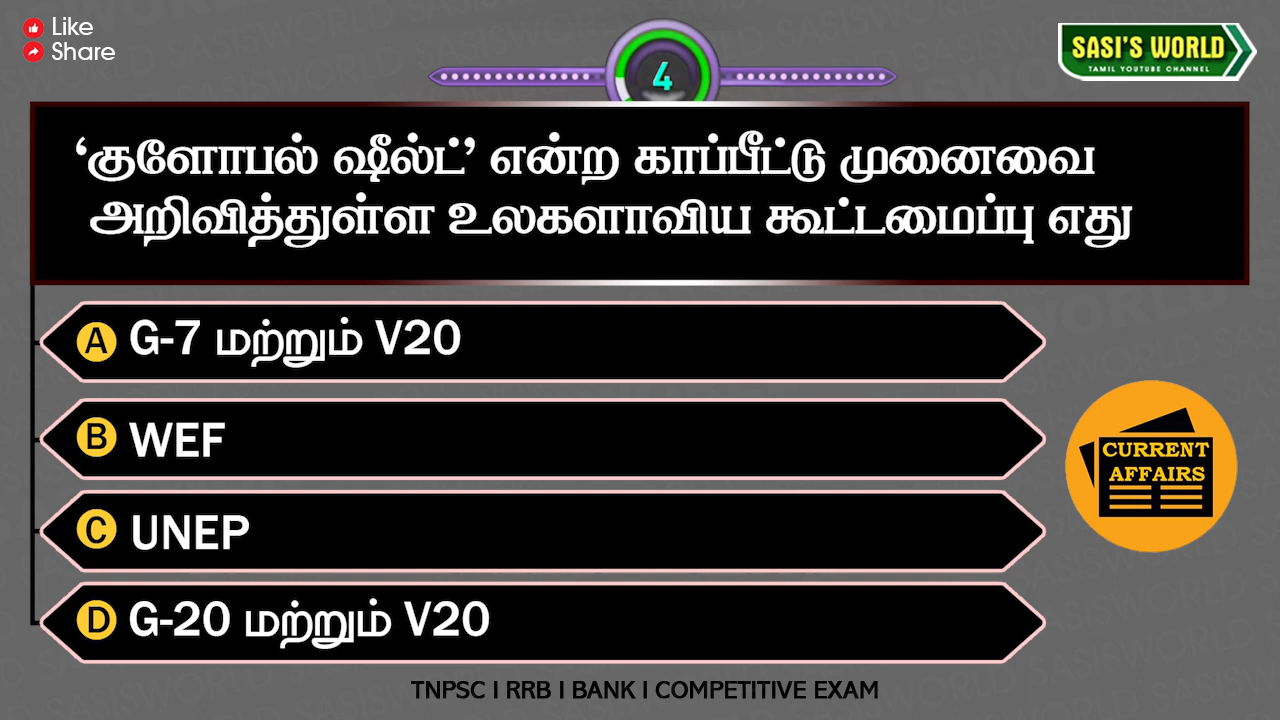 Like
Share
4
SASI'S WORLD
TAMIL YOUTUBE CHANNEL
‘குளோபல் ஷீல்ட்’ என்ற காப்பீட்டு முனைவை
அறிவித்துள்ள உலகளாவிய கூட்டமைப்பு எது
A G-7 மற்றும் V20
B WEF
C UNEP
D G-20 மற்றும் V20
CURRENT
AFFAIRS
TNPSC I RRB I BANK I COMPETITIVE EXAM